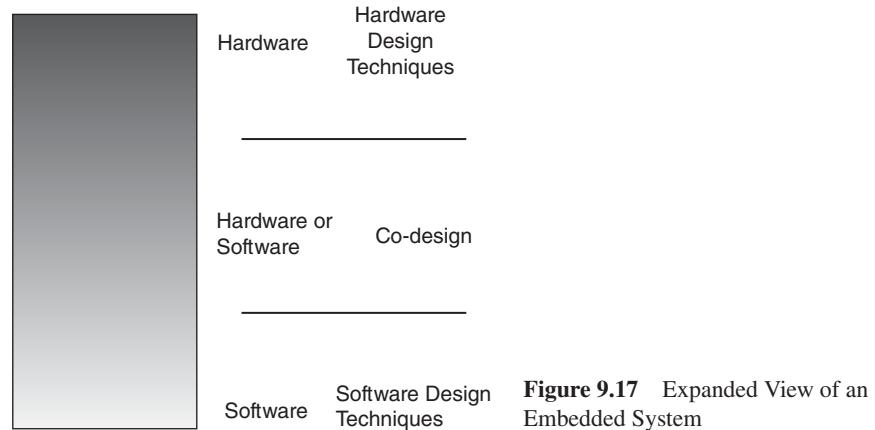 Hardware
Hardware
Design
Techniques
Hardware or
Software
Co-design
Software
Software Design
Techniques
Figure 9.17 Expanded View of an
Embedded System